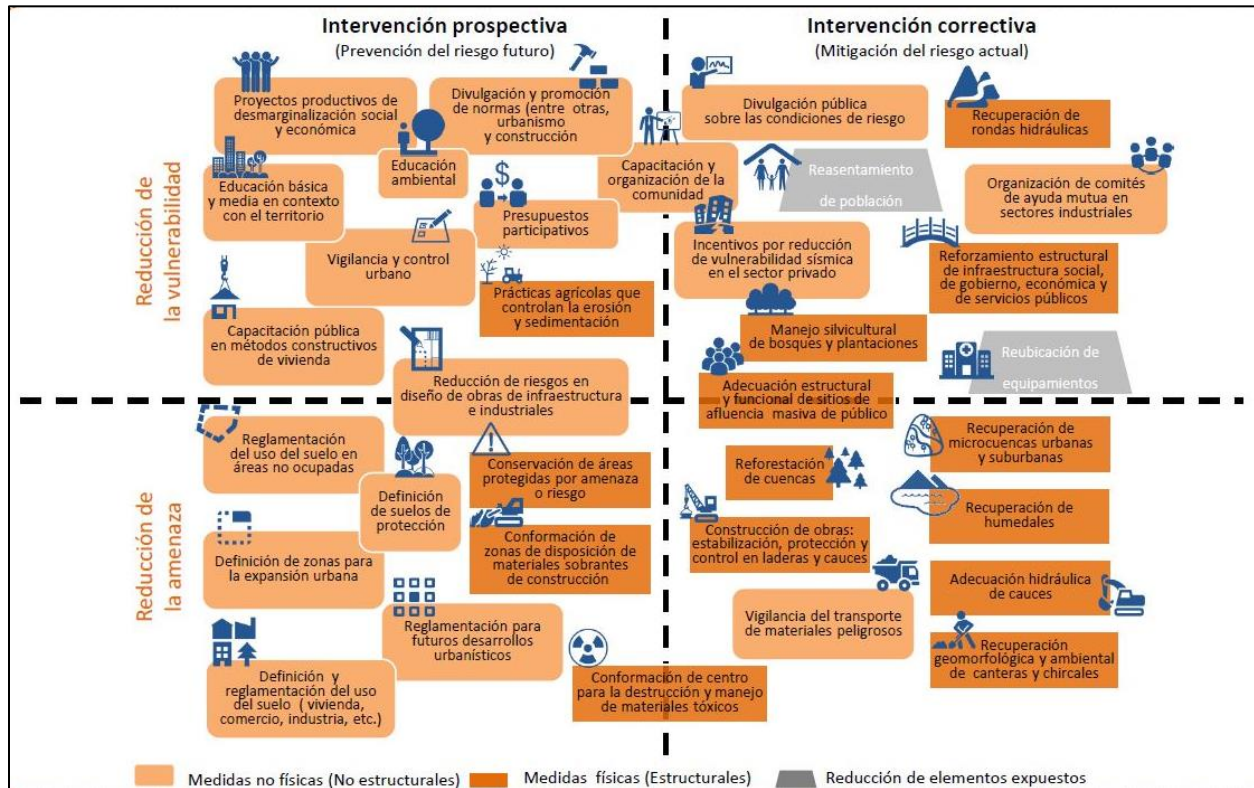 Intervención prospectiva
(Prevención del riesgo futuro)
Intervención correctiva
(Mitigación del riesgo actual)
Reducción de
la vulnerabilidad
Proyectos productivos de
desmarginalización social
y económica
Divulgación y promoción
de normas (entre otras,
urbanismo
y construcción
Educación
ambiental
Educación básica
y media en contexto
con el territorio
Capacitación y
organización de la
comunidad
$
Presupuestos
participativos
Vigilancia y control
urbano
Prácticas agrícolas que
controlan la erosión
y sedimentación
Capacitación pública
en métodos constructivos
de vivienda
Reducción de riesgos en
diseño de obras de infraestructura
e industriales
Divulgación pública
sobre las condiciones de riesgo
Recuperación de
rondas hidráulicas
Reasentamiento
de población
Organización de comités
de ayuda mutua en
sectores industriales
Incentivos por reducción
de vulnerabilidad sísmica
en el sector privado
Reforzamiento estructural
de infraestructura social,
de gobierno, económica y
de servicios públicos
Manejo silvicultural
de bosques y plantaciones
Reubicación de
equipamientos
Adecuación estructural
y funcional de sitios de
afluencia masiva de público
Reducción de
la amenaza
Reglamentación
del uso del suelo en
áreas no ocupadas
Definición
de suelos de
protección
Conservación de áreas
protegidas por amenaza
o riesgo
Definición de zonas para
la expansión urbana
Conformación de
zonas de disposición de
materiales sobrantes
de construcción
Reglamentación para
futuros desarrollos
urbanísticos
Definición y
reglamentación del uso
del suelo ( vivienda,
comercio, industria, etc.)
Conformación de centro
para la destrucción y manejo
de materiales tóxicos
Recuperación de
microcuencas urbanas
y suburbanas
Reforestación
de cuencas
Recuperación de
humedales
Construcción de obras:
estabilización, protección y
control en laderas y cauces
Adecuación hidráulica
de cauces
Vigilancia del transporte
de materiales peligrosos
Recuperación
geomorfológica y ambiental
de canteras y chircales
Medidas no físicas (No estructurales)
Medidas físicas (Estructurales)
Reducción de elementos expuestos